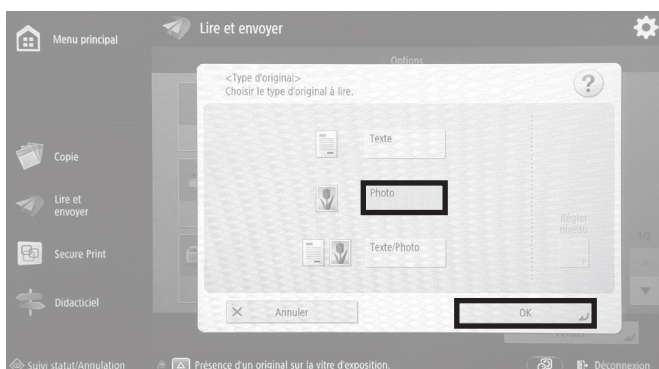 Menu principal
Lire et envoyer
Options
<Type d'original>
Choisir le type d'original à lire.
?
Texte
Copie
Photo
Lire et
envoyer
Régler
niveau
1/2
Secure Print
Texte/Photo
Didacticiel
Annuler
OK
Fermer
Suivi statut/Annulation
Présence d'un original sur la vitre d'exposition.
Déconnexion